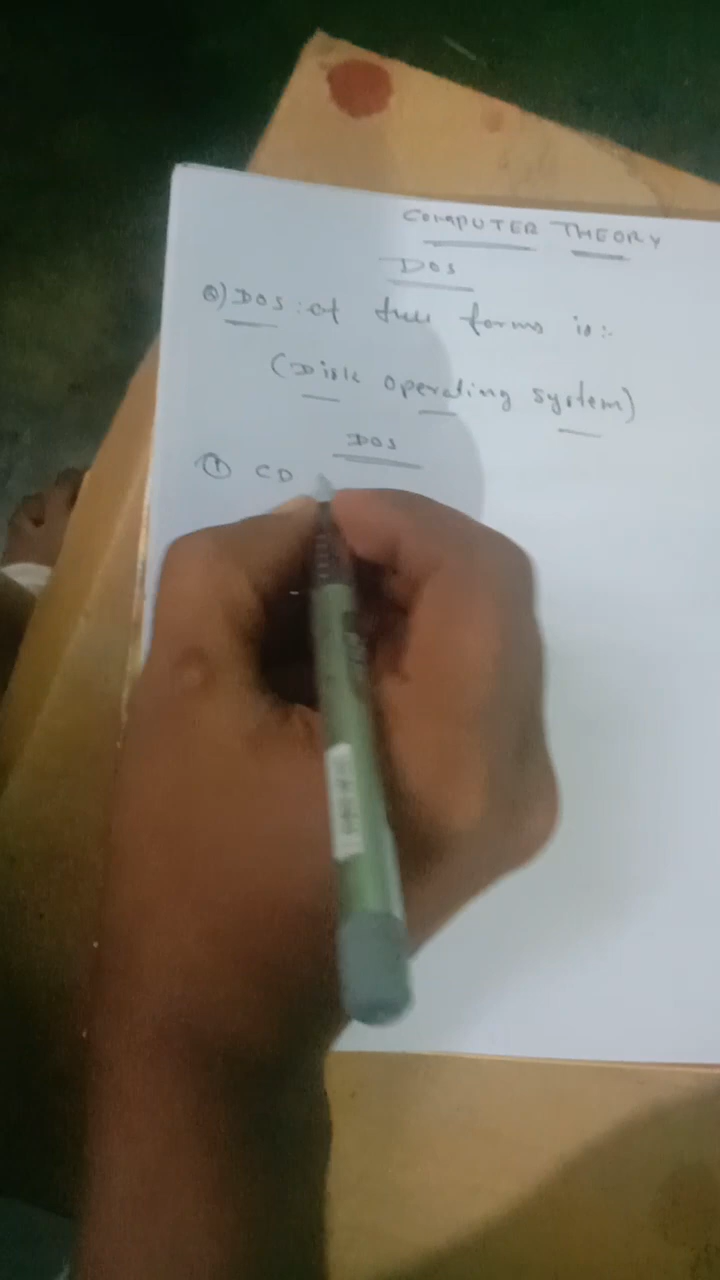 COMPUTER THEORY
DOS
Q) DOS: of full forms is:-
(Disk operating system)
DOS
① CD